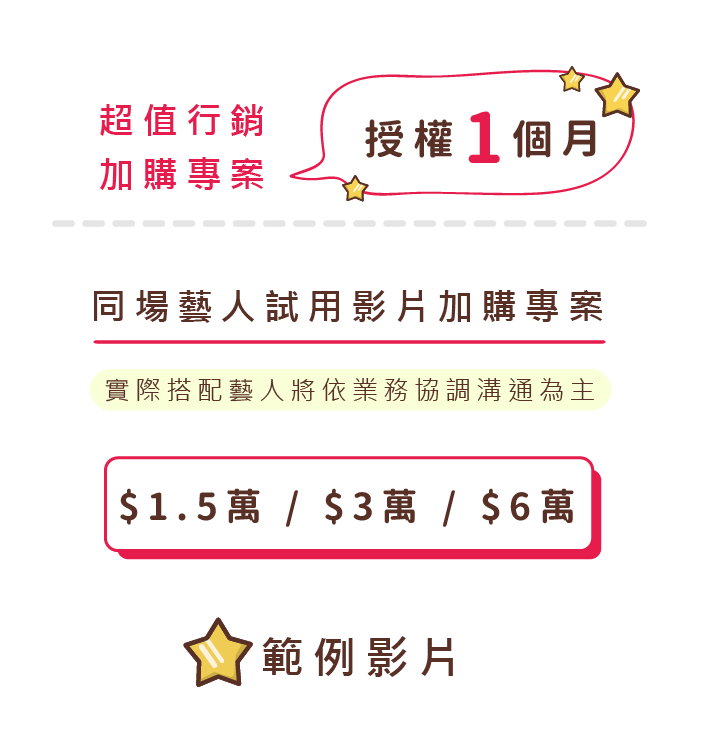 超值行銷
加購專案
授權1個月
同場藝人試用影片加購專案
實際搭配藝人將依業務協調溝通為主
$1.5萬 / $3萬 / $6萬
範例影片